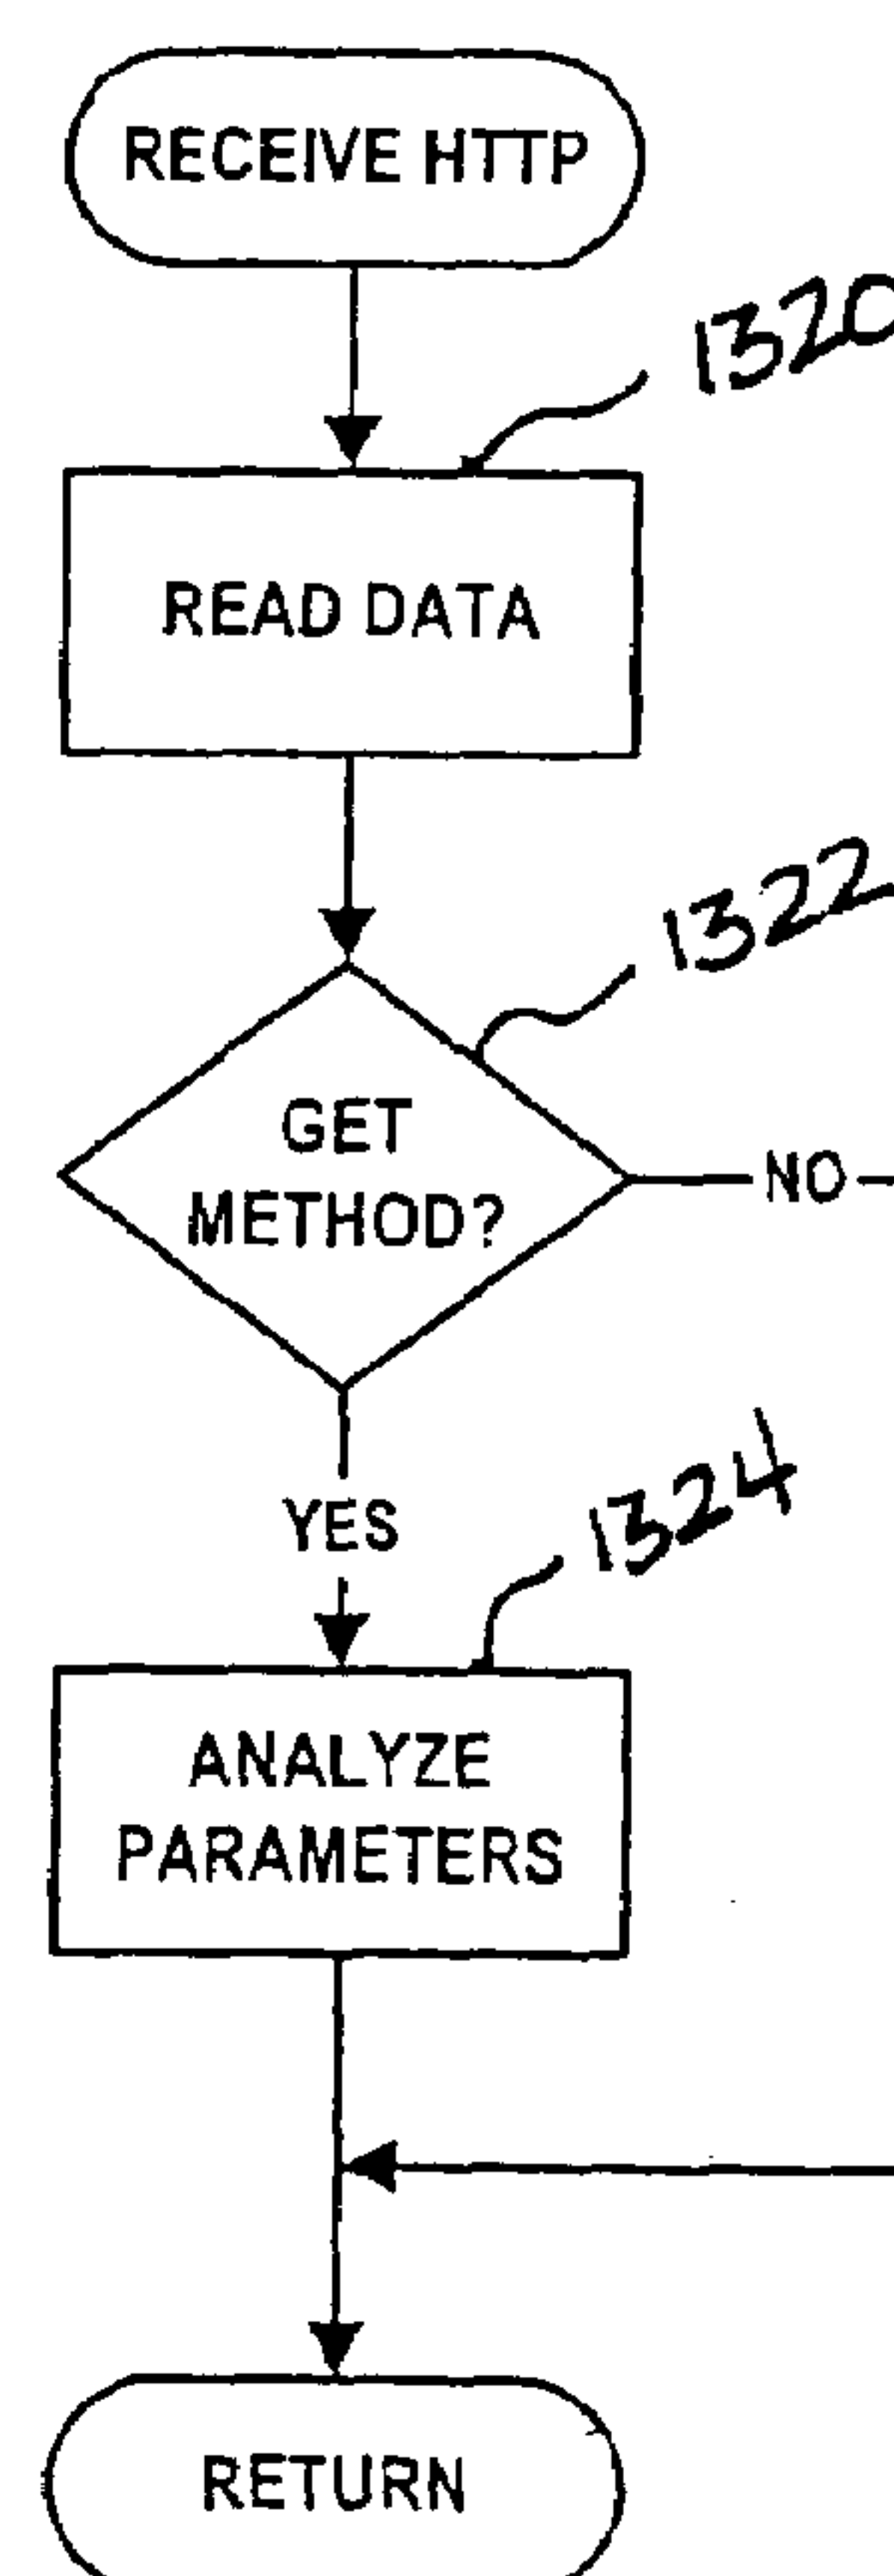 RECEIVE HTTP
1320
READ DATA
1322
GET
METHOD?
NO
YES
1324
ANALYZE
PARAMETERS
RETURN